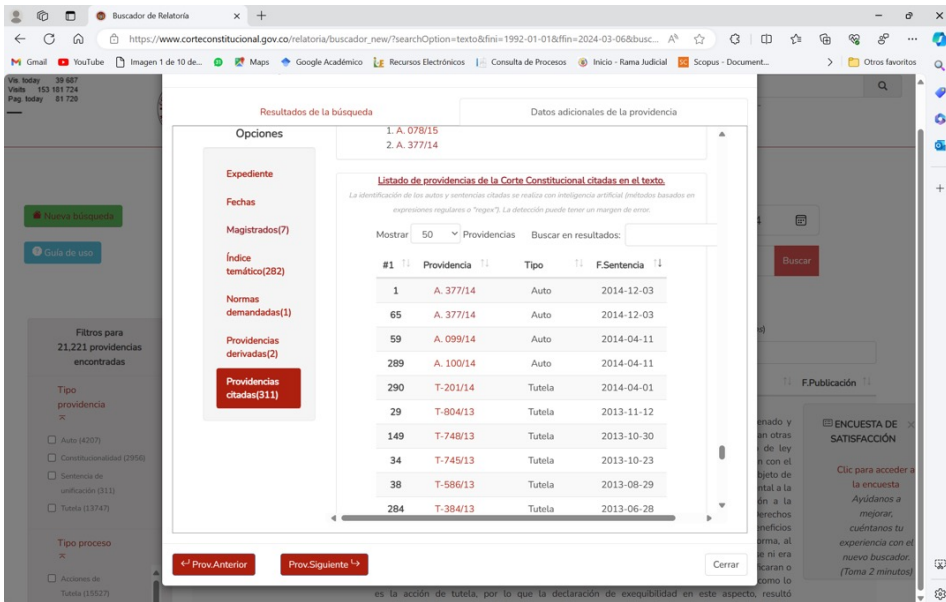 Buscador de Relatoría
https://www.corteconstitucional.gov.co/relatoria/buscador_new/?searchOption=texto&fini=1992-01-01&ffin=2024-03-06&busc...
Gmail YouTube Imagen 1 de 10 de... Maps Google Académico Recursos Electrónicos Consulta de Procesos Inicio - Rama Judicial Scopus - Document... Otros favoritos
Vis. today 39 687
Visits 153 181 724
Pag. today 81 728
Resultados de la búsqueda
Datos adicionales de la providencia
Opciones
1. A. 078/15
2. A. 377/14
Expediente
Fechas
Magistrados(7)
Índice temático(282)
Normas demandadas(1)
Providencias derivadas(2)
Providencias citadas(311)
Listado de providencias de la Corte Constitucional citadas en el texto.
La identificación de los autos y sentencias citadas se realiza con inteligencia artificial (métodos basados en
expresiones regulares o "regex"). La detección puede tener un margen de error.
Mostrar 50 Providencias Buscar en resultados:
#1 Providencia Tipo F.Sentencia
1 A. 377/14 Auto 2014-12-03
65 A. 377/14 Auto 2014-12-03
59 A. 099/14 Auto 2014-04-11
289 A. 100/14 Auto 2014-04-11
290 T-201/14 Tutela 2014-04-01
29 T-804/13 Tutela 2013-11-12
149 T-748/13 Tutela 2013-10-30
34 T-745/13 Tutela 2013-10-23
38 T-586/13 Tutela 2013-08-29
284 T-384/13 Tutela 2013-06-28
Prov.Anterior
Prov.Siguiente
Cerrar
Nueva búsqueda
Guía de uso
Buscar
Filtros para
21,221 providencias
encontradas
Tipo
providencia
Auto (4207)
Constitucionalidad (2956)
Sentencia de
unificación (311)
Tutela (13747)
Tipo proceso
Acciones de
Tutela (15527)
F.Publicación
ENCUESTA DE
SATISFACCIÓN
Clic para acceder a
la encuesta
Ayúdanos a
mejorar,
cuéntanos tu
experiencia con el
nuevo buscador.
(Toma 2 minutos)
es la acción de tutela, por lo que la declaración de exequibilidad en este aspecto, resultó